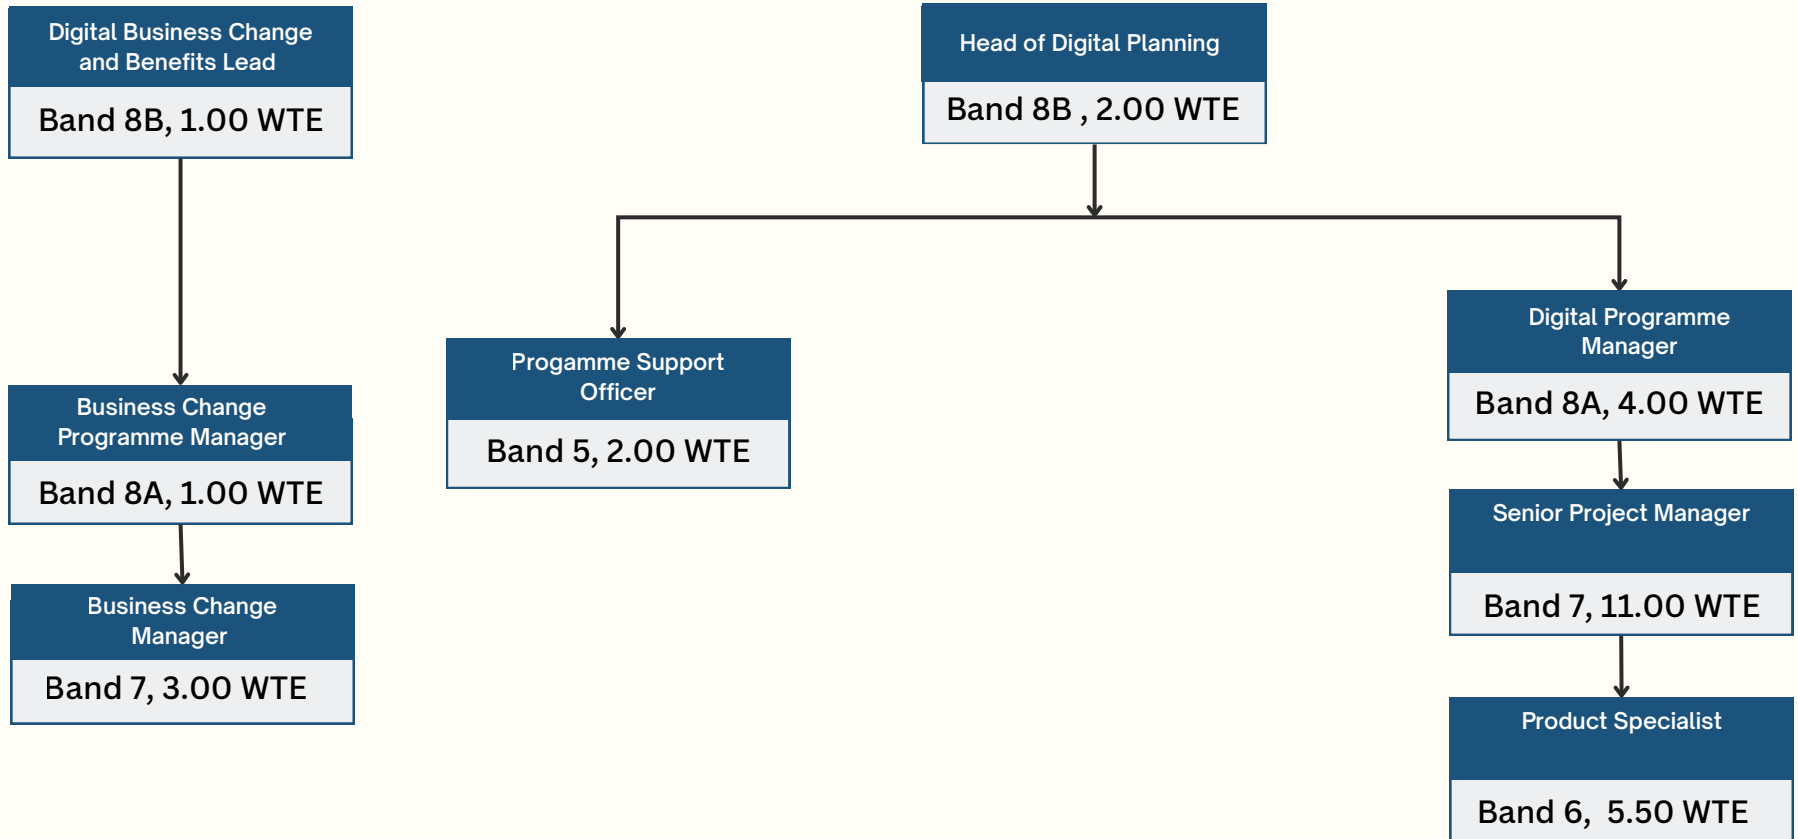 Digital Business Change
and Benefits Lead
Band 8B, 1.00 WTE
Head of Digital Planning
Band 8B , 2.00 WTE
Progamme Support
Officer
Band 5, 2.00 WTE
Digital Programme
Manager
Band 8A, 4.00 WTE
Business Change
Programme Manager
Band 8A, 1.00 WTE
Senior Project Manager
Band 7, 11.00 WTE
Business Change
Manager
Band 7, 3.00 WTE
Product Specialist
Band 6, 5.50 WTE